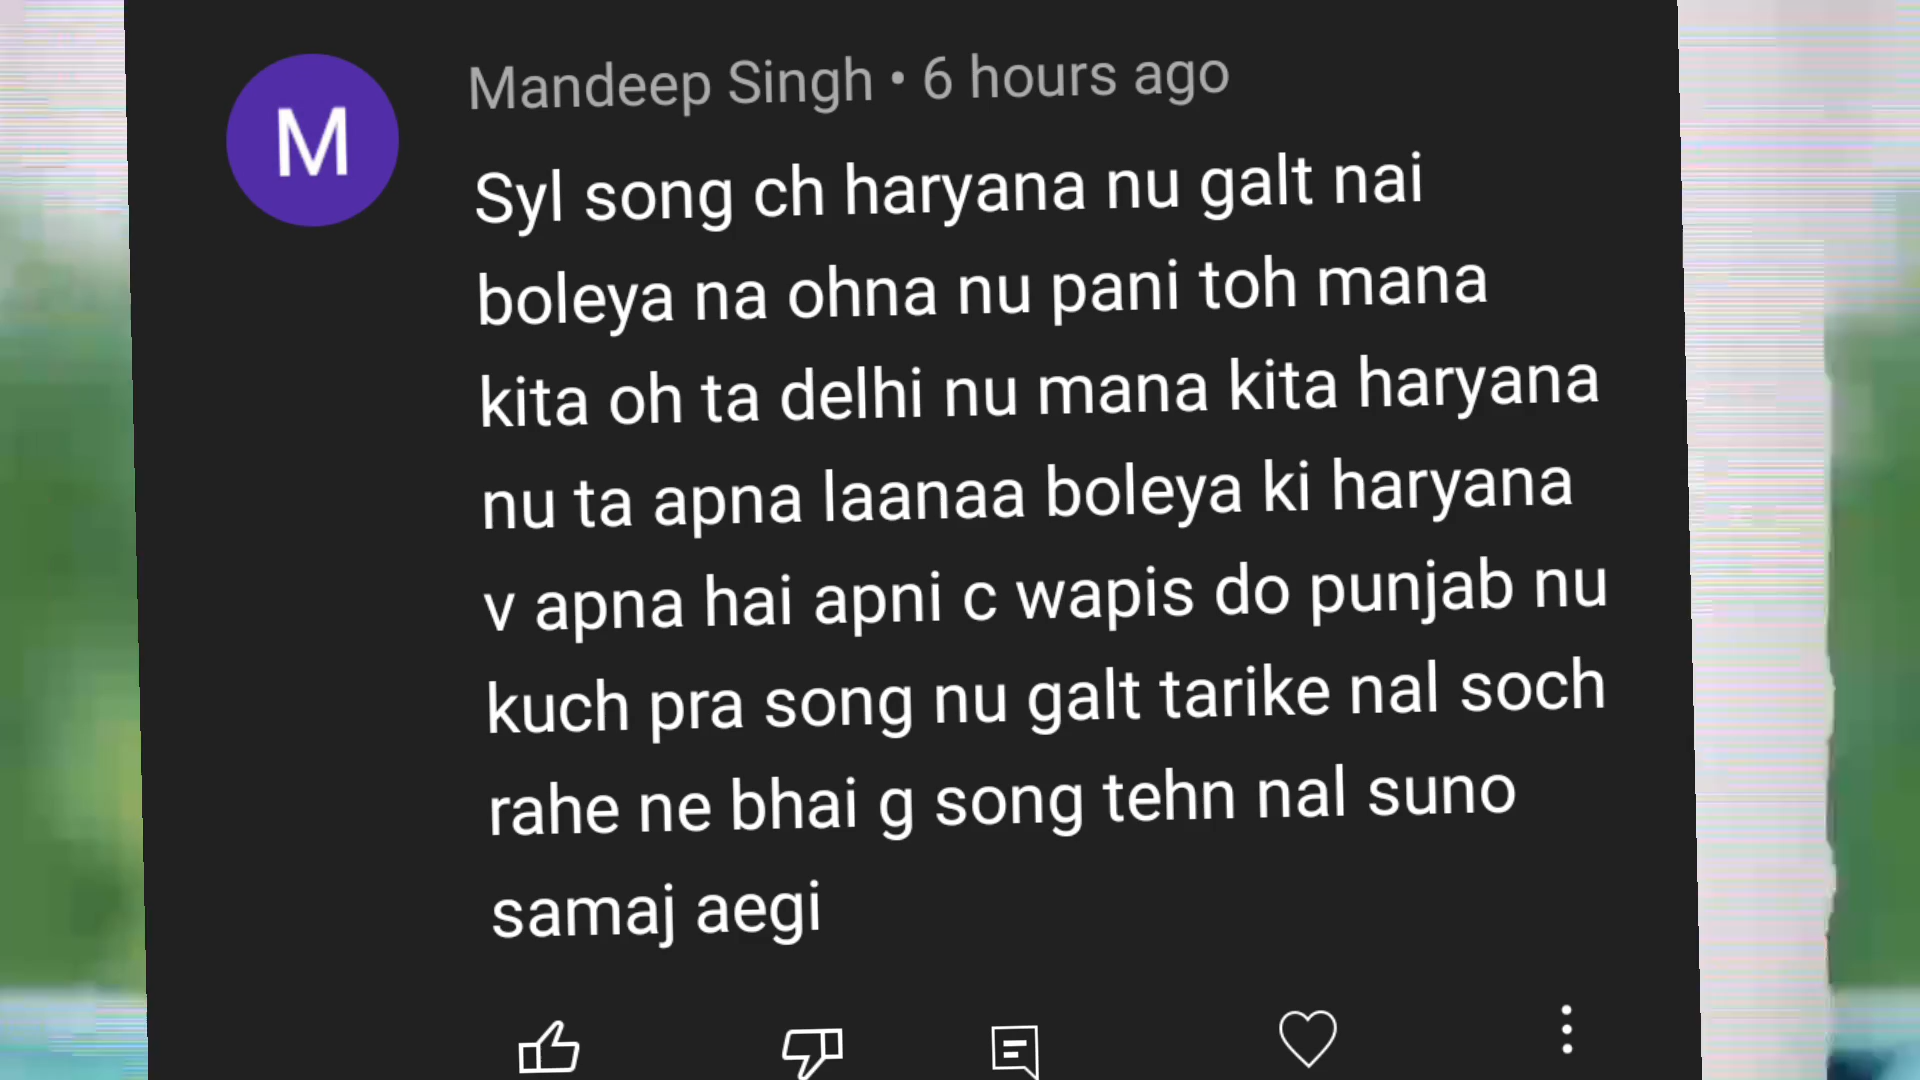 M
Mandeep Singh • 6 hours ago
Syl song ch haryana nu galt nai
boleya na ohna nu pani toh mana
kita oh ta delhi nu mana kita haryana
nu ta apna laanaa boleya ki haryana
v apna hai apni c wapis do punjab nu
kuch pra song nu galt tarike nal soch
rahe ne bhai g song tehn nal suno
samaj aegi